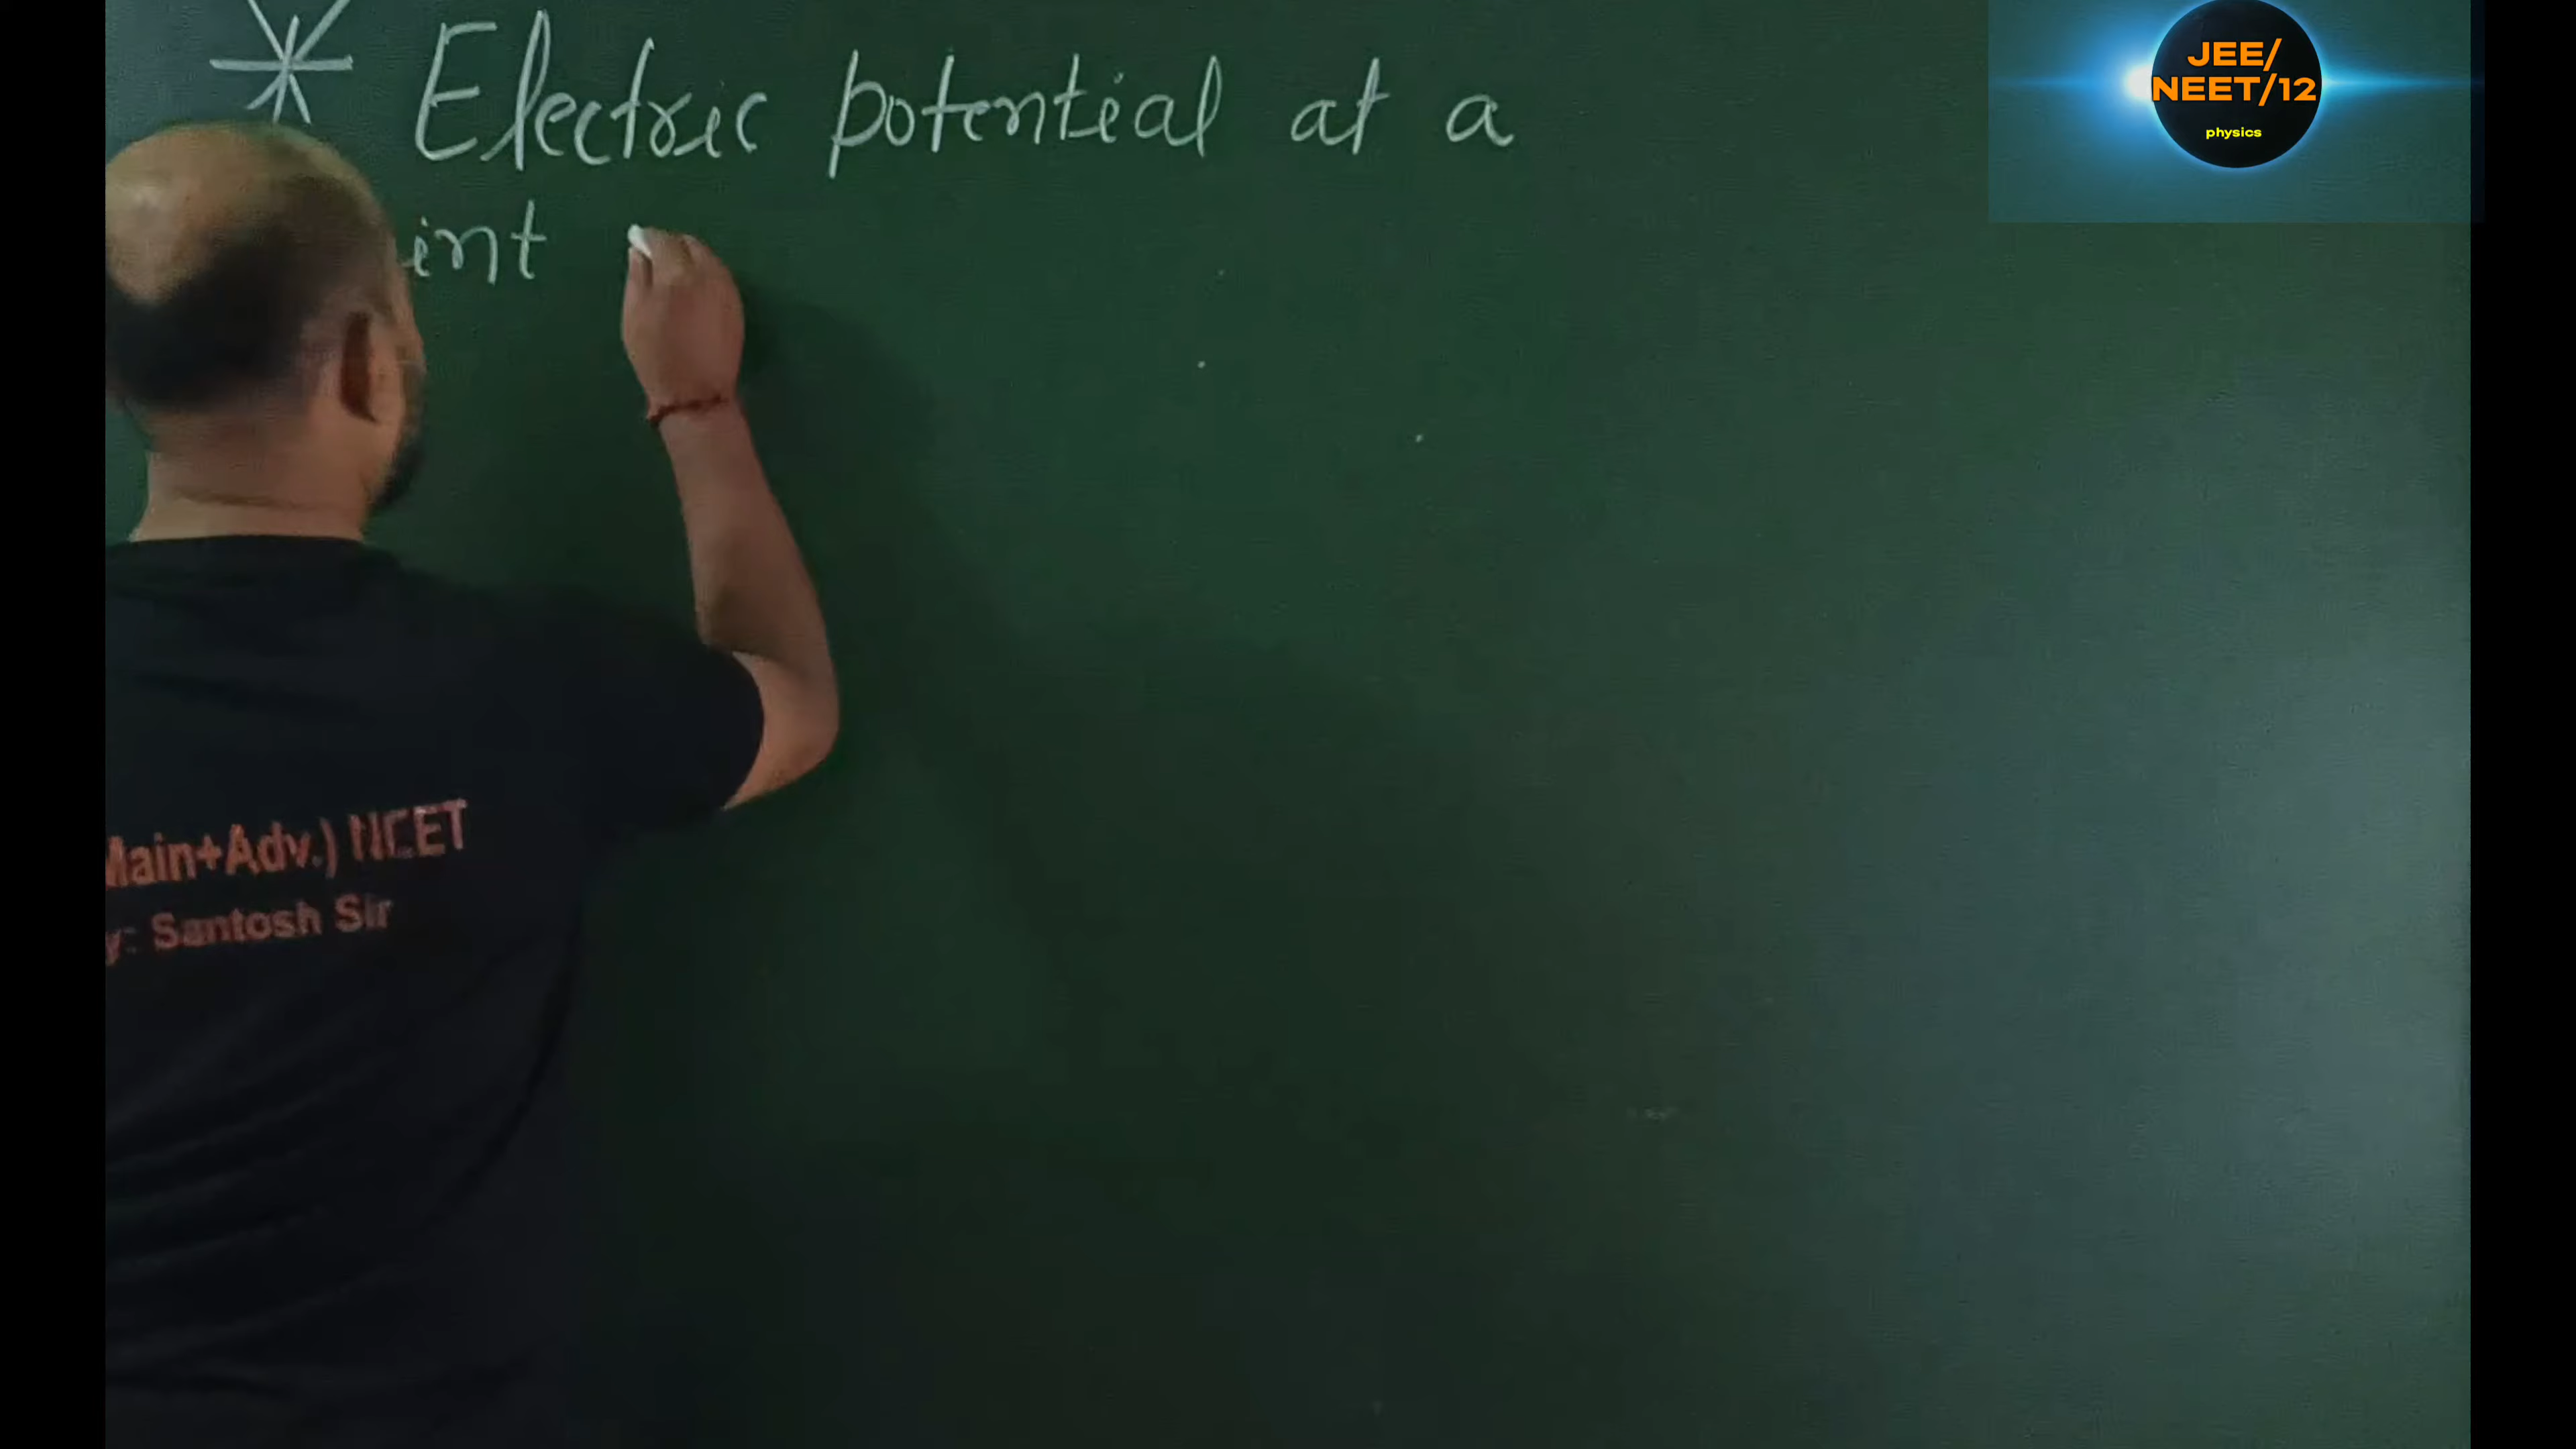 * Electric potential at a
int
JEE/
NEET/12
physics
Main+Adv.) NEET
y: Santosh Sir